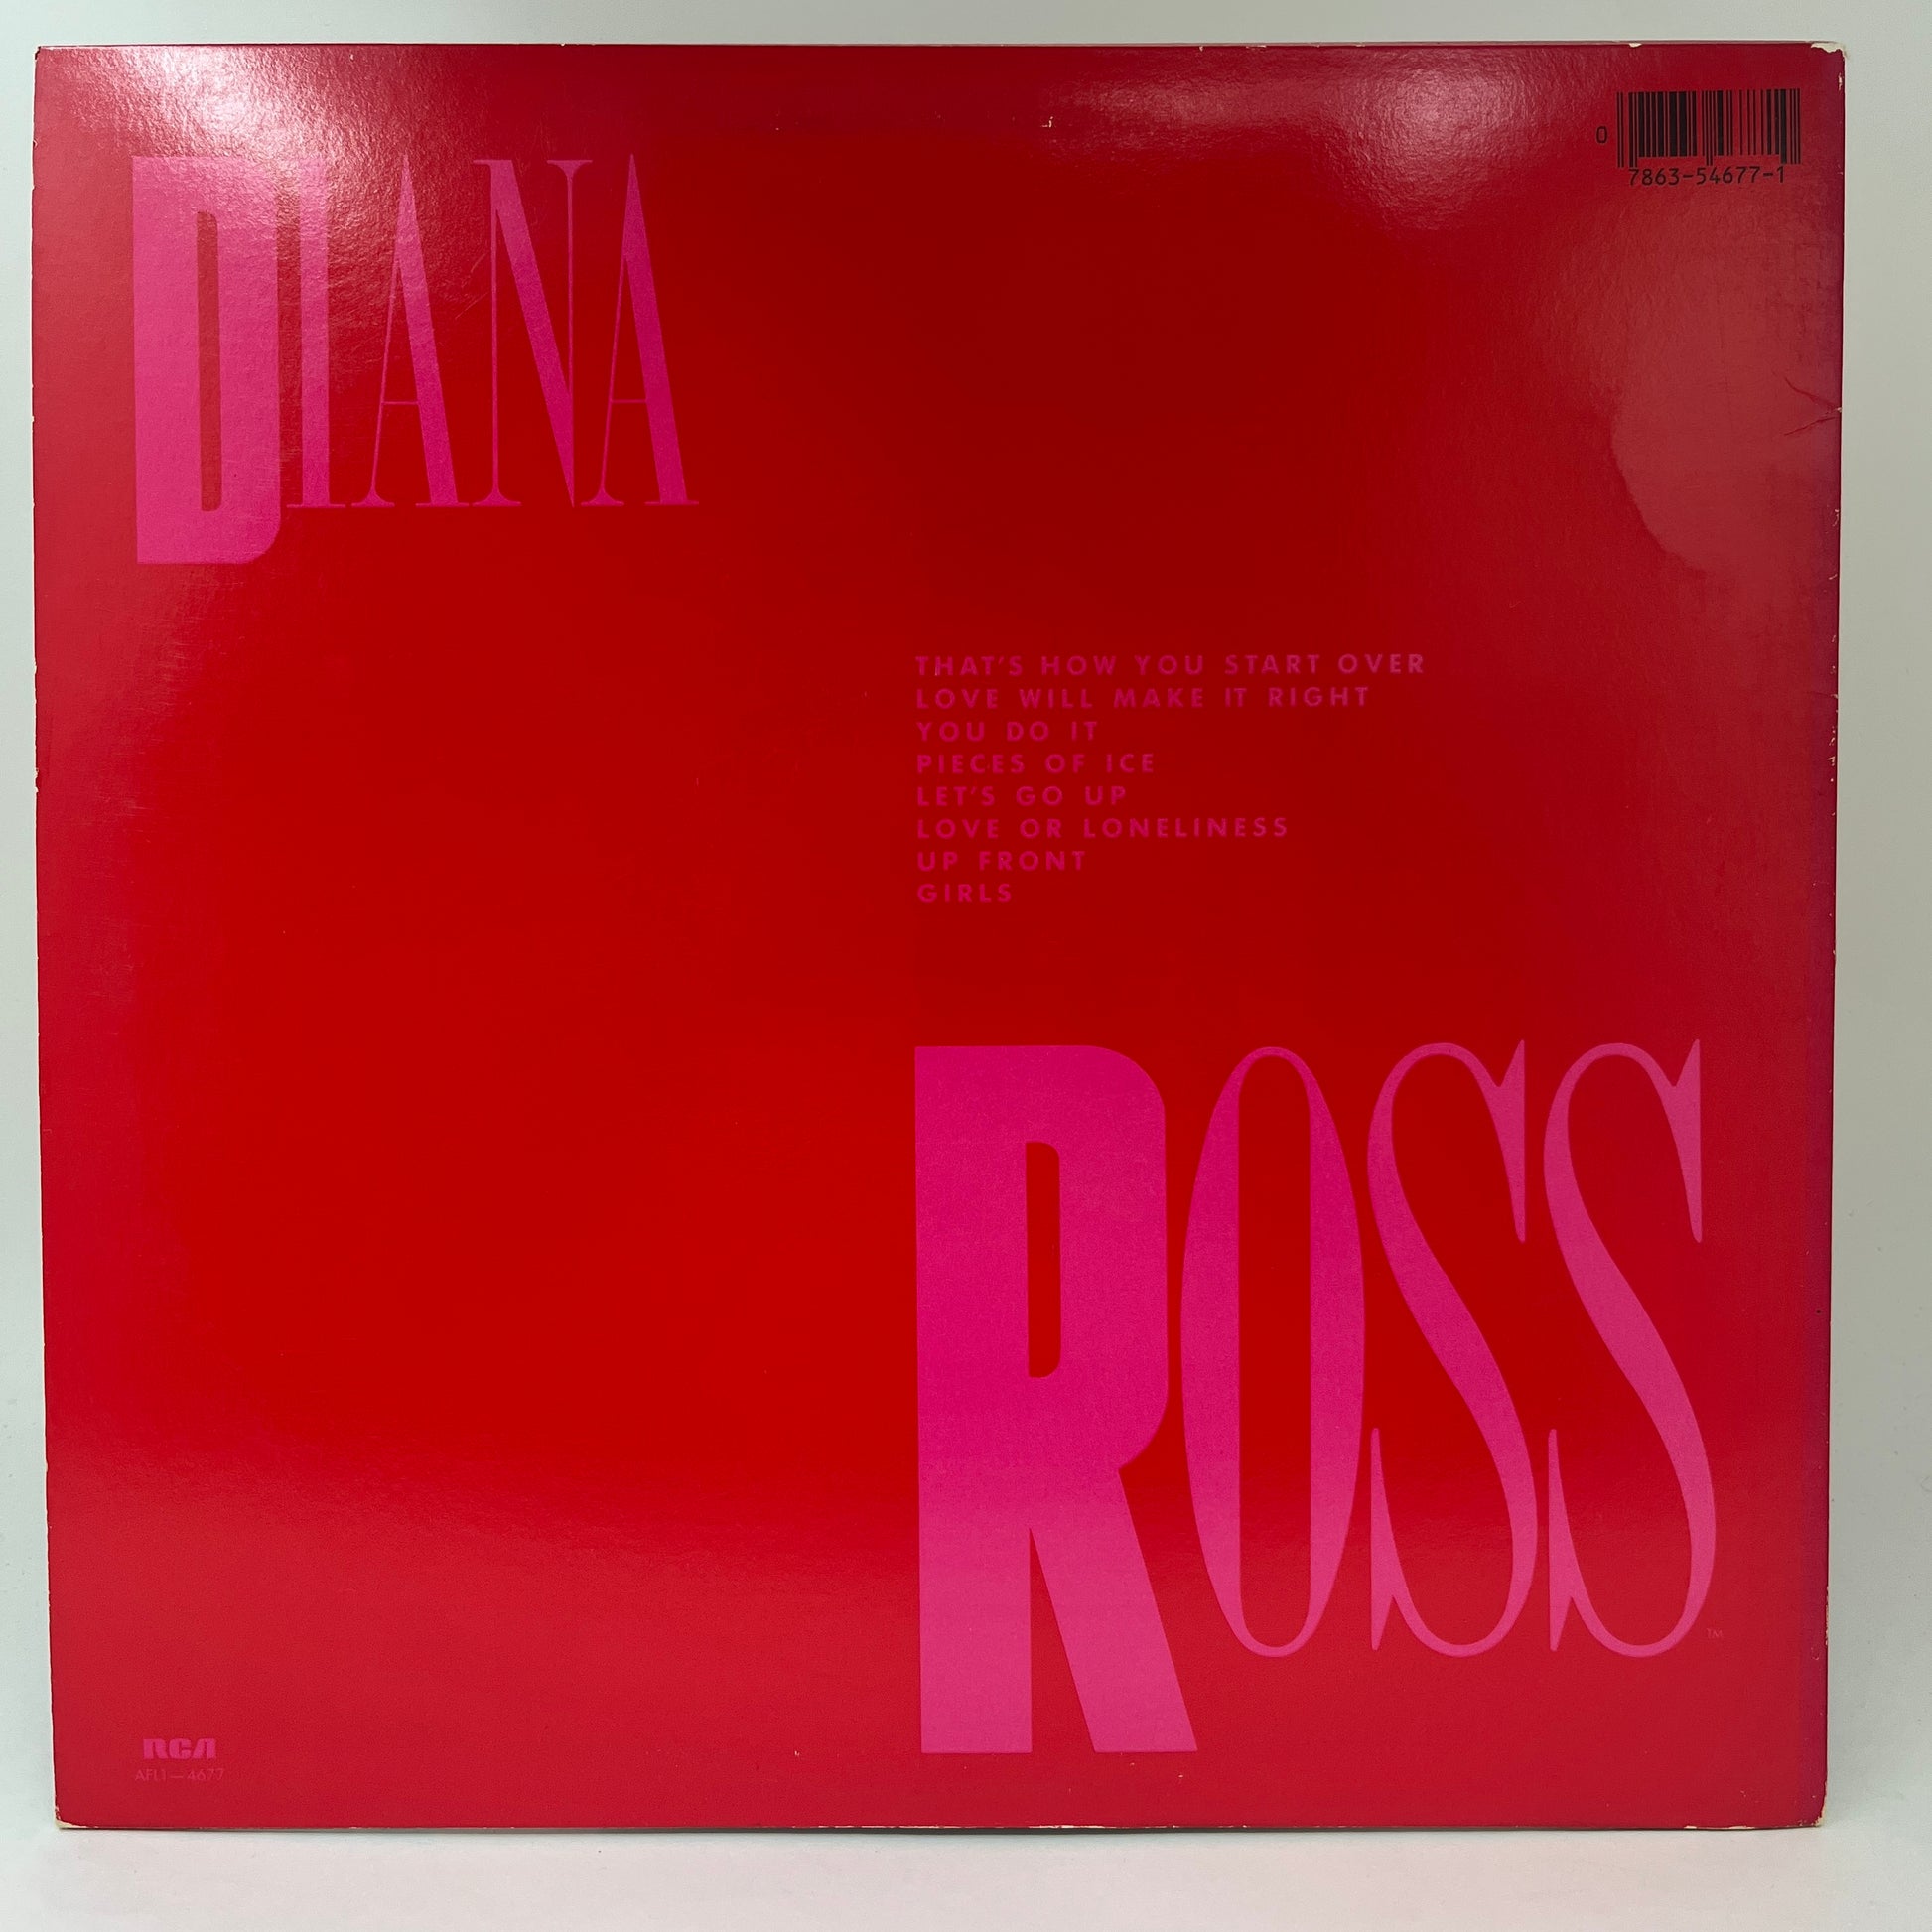 0
7863-54677-1
DIANA
THAT'S HOW YOU START OVER
LOVE WILL MAKE IT RIGHT
YOU DO IT
PIECES OF ICE
LET'S GO UP
LOVE OR LONELINESS
UP FRONT
GIRLS
ROSS
TM
RCA
AFL1—4677